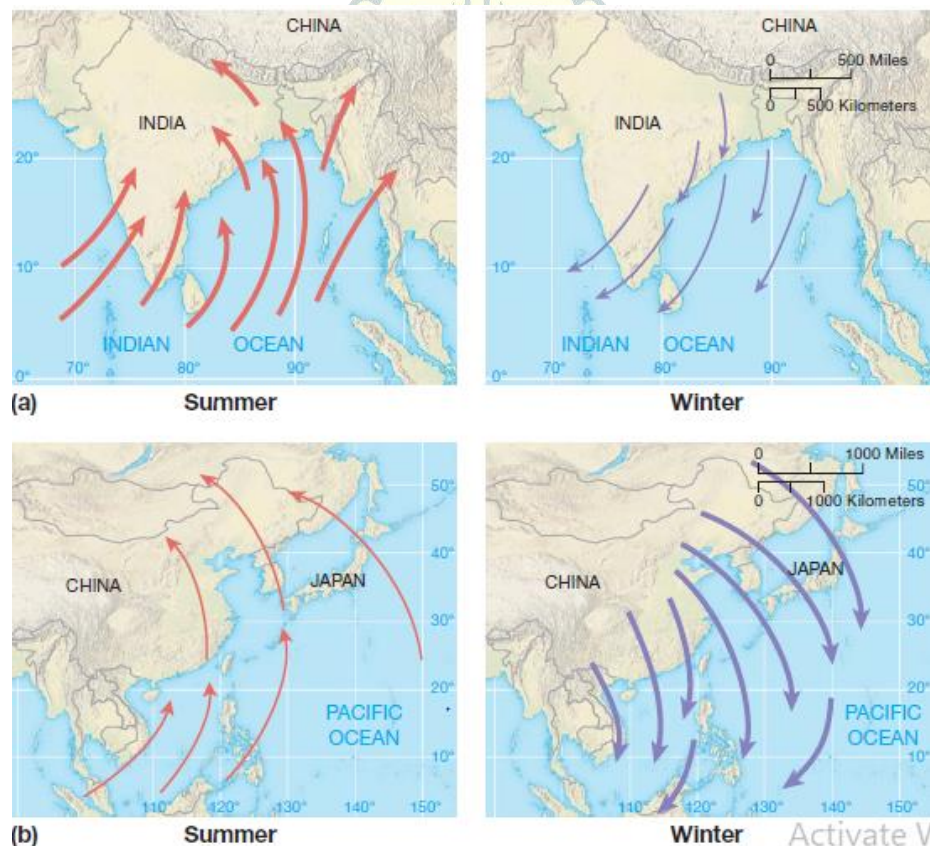 CHINA
INDIA
20°
10°
0°
INDIAN OCEAN
70° 80° 90°
(a) Summer
CHINA
0 500 Miles
0 500 Kilometers
INDIA
20°
10°
0°
INDIAN OCEAN
70° 80° 90°
Winter
50°
40°
CHINA
JAPAN
30°
20°
PACIFIC
OCEAN
10°
110° 120° 130° 140° 150°
(b) Summer
0 1000 Miles
0 1000 Kilometers
50°
40°
CHINA
JAPAN
30°
20°
PACIFIC
OCEAN
10°
110° 120° 130° 140° 150°
Winter
Activate W